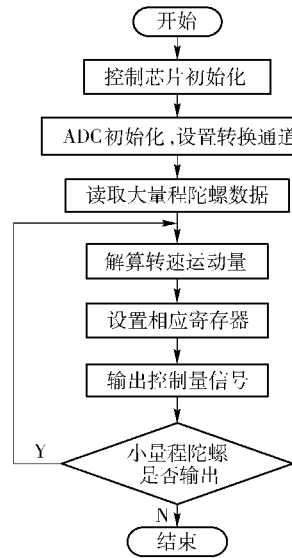 开始
控制芯片初始化
ADC初始化,设置转换通道
读取大量程陀螺数据
解算转速运动量
设置相应寄存器
输出控制量信号
小量程陀螺
是否输出
Y
N
结束